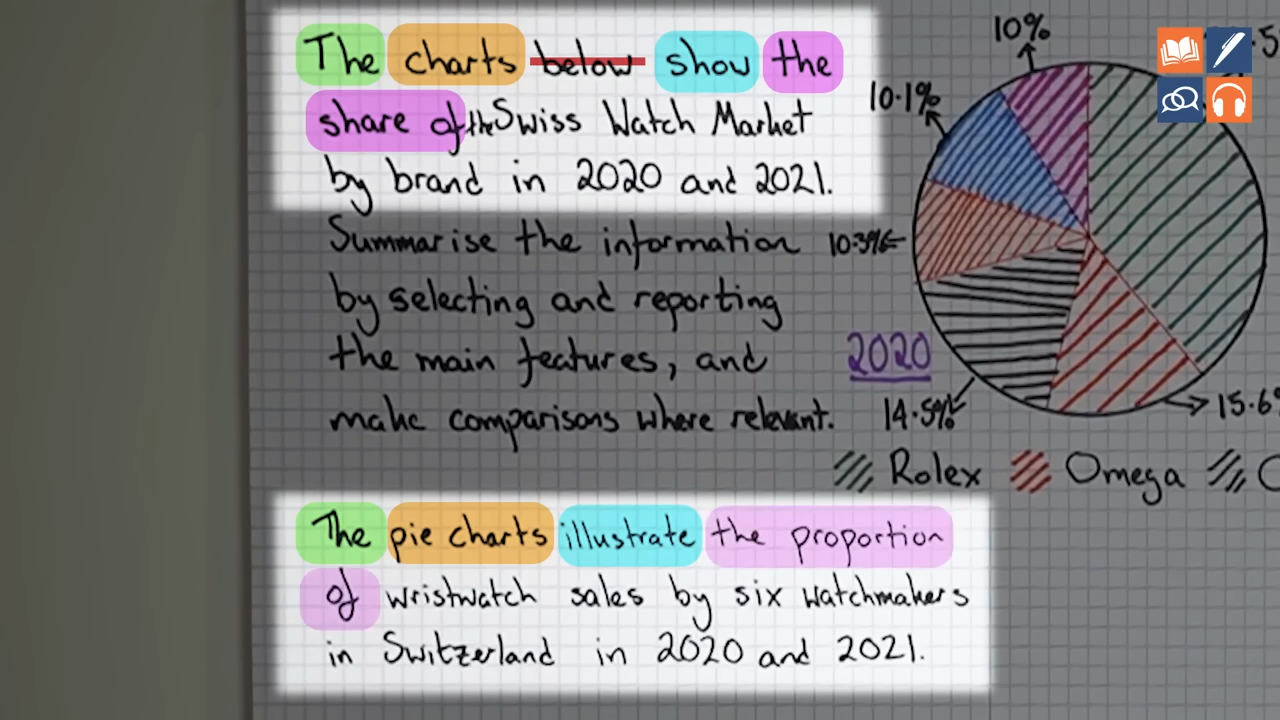 The charts below show the
share of the Swiss Watch Market
by brand in 2020 and 2021.
Summarise the information
by selecting and reporting
the main features, and
make comparisons where relevant.
10%
10.1%
10.3%
2020
14.5%
15.6%
Rolex Omega
The pie charts illustrate the proportion
of wristwatch sales by six watchmakers
in Switzerland in 2020 and 2021.